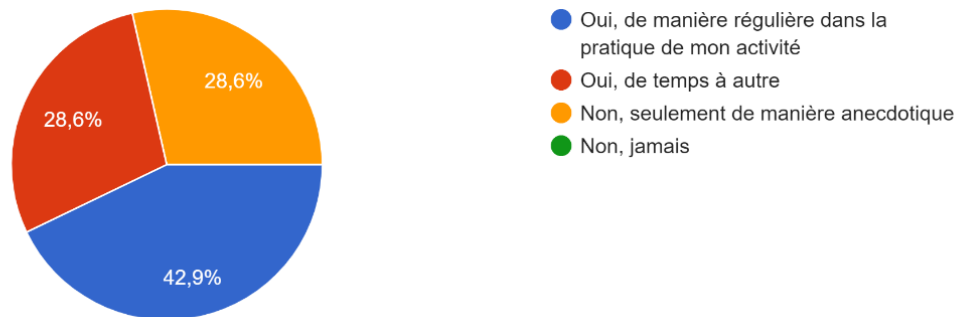 28,6%
28,6%
42,9%
Oui, de manière régulière dans la
pratique de mon activité
Oui, de temps à autre
Non, seulement de manière anecdotique
Non, jamais